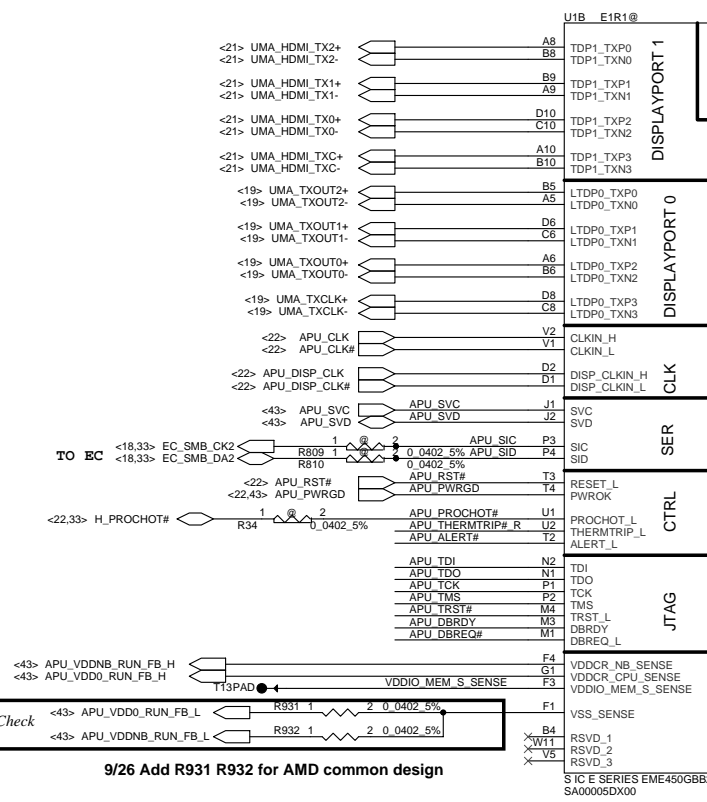 U1B E1R1@
<21> UMA_HDMI_TX2+ A8 TDP1_TXP0
<21> UMA_HDMI_TX2- B8 TDP1_TXN0
<21> UMA_HDMI_TX1+ B9 TDP1_TXP1
<21> UMA_HDMI_TX1- A9 TDP1_TXN1
<21> UMA_HDMI_TX0+ D10 TDP1_TXP2
<21> UMA_HDMI_TX0- C10 TDP1_TXN2
<21> UMA_HDMI_TXC+ A10 TDP1_TXP3
<21> UMA_HDMI_TXC- B10 TDP1_TXN3
DISPLAYPORT 1
<19> UMA_TXOUT2+ B5 LTDP0_TXP0
<19> UMA_TXOUT2- A5 LTDP0_TXN0
<19> UMA_TXOUT1+ D6 LTDP0_TXP1
<19> UMA_TXOUT1- C6 LTDP0_TXN1
<19> UMA_TXOUT0+ A6 LTDP0_TXP2
<19> UMA_TXOUT0- B6 LTDP0_TXN2
<19> UMA_TXCLK+ D8 LTDP0_TXP3
<19> UMA_TXCLK- C8 LTDP0_TXN3
DISPLAYPORT 0
<22> APU_CLK V2 CLKIN_H
<22> APU_CLK# V1 CLKIN_L
<22> APU_DISP_CLK D2 DISP_CLKIN_H
<22> APU_DISP_CLK# D1 DISP_CLKIN_L
CLK
<43> APU_SVC APU_SVC J1 SVC
<43> APU_SVD APU_SVD J2 SVD
TO EC
<18,33> EC_SMB_CK2 R809 1 @ 2 0_0402_5% APU_SIC P3 SIC
<18,33> EC_SMB_DA2 R810 1 @ 2 0_0402_5% APU_SID P4 SID
SER
<22> APU_RST# APU_RST# T3 RESET_L
<22,43> APU_PWRGD APU_PWRGD T4 PWROK
<22,33> H_PROCHOT# R34 1 @ 2 0_0402_5% APU_PROCHOT# U1 PROCHOT_L
APU_THERMTRIP#_R U2 THERMTRIP_L
APU_ALERT# T2 ALERT_L
CTRL
APU_TDI N2 TDI
APU_TDO N1 TDO
APU_TCK P1 TCK
APU_TMS P2 TMS
APU_TRST# M4 TRST_L
APU_DBRDY M3 DBRDY
APU_DBREQ# M1 DBREQ_L
JTAG
<43> APU_VDDNB_RUN_FB_H F4 VDDCR_NB_SENSE
<43> APU_VDD0_RUN_FB_H G1 VDDCR_CPU_SENSE
T13PAD VDDIO_MEM_S_SENSE F3 VDDIO_MEM_S_SENSE
Check
<43> APU_VDD0_RUN_FB_L R931 1 2 0_0402_5% F1 VSS_SENSE
<43> APU_VDDNB_RUN_FB_L R932 1 2 0_0402_5%
B4 RSVD_1
W11 RSVD_2
V5 RSVD_3
9/26 Add R931 R932 for AMD common design
S IC E SERIES EME450GBB
SA00005DX00